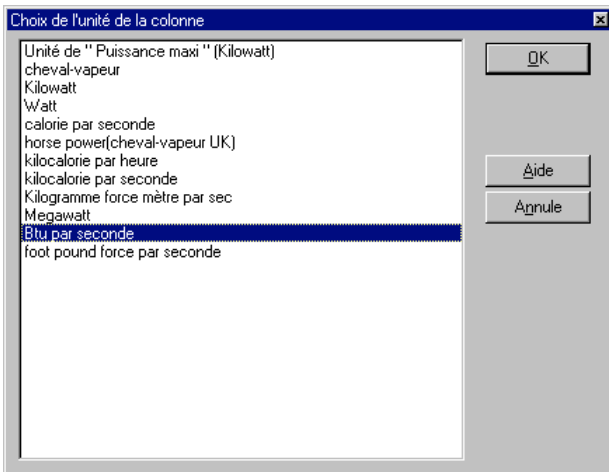 Choix de l'unité de la colonne
Unité de " Puissance maxi " (Kilowatt)
cheval-vapeur
Kilowatt
Watt
calorie par seconde
horse power(cheval-vapeur UK)
kilocalorie par heure
kilocalorie par seconde
Kilogramme force mètre par sec
Megawatt
Btu par seconde
foot pound force par seconde
OK
Aide
Annule